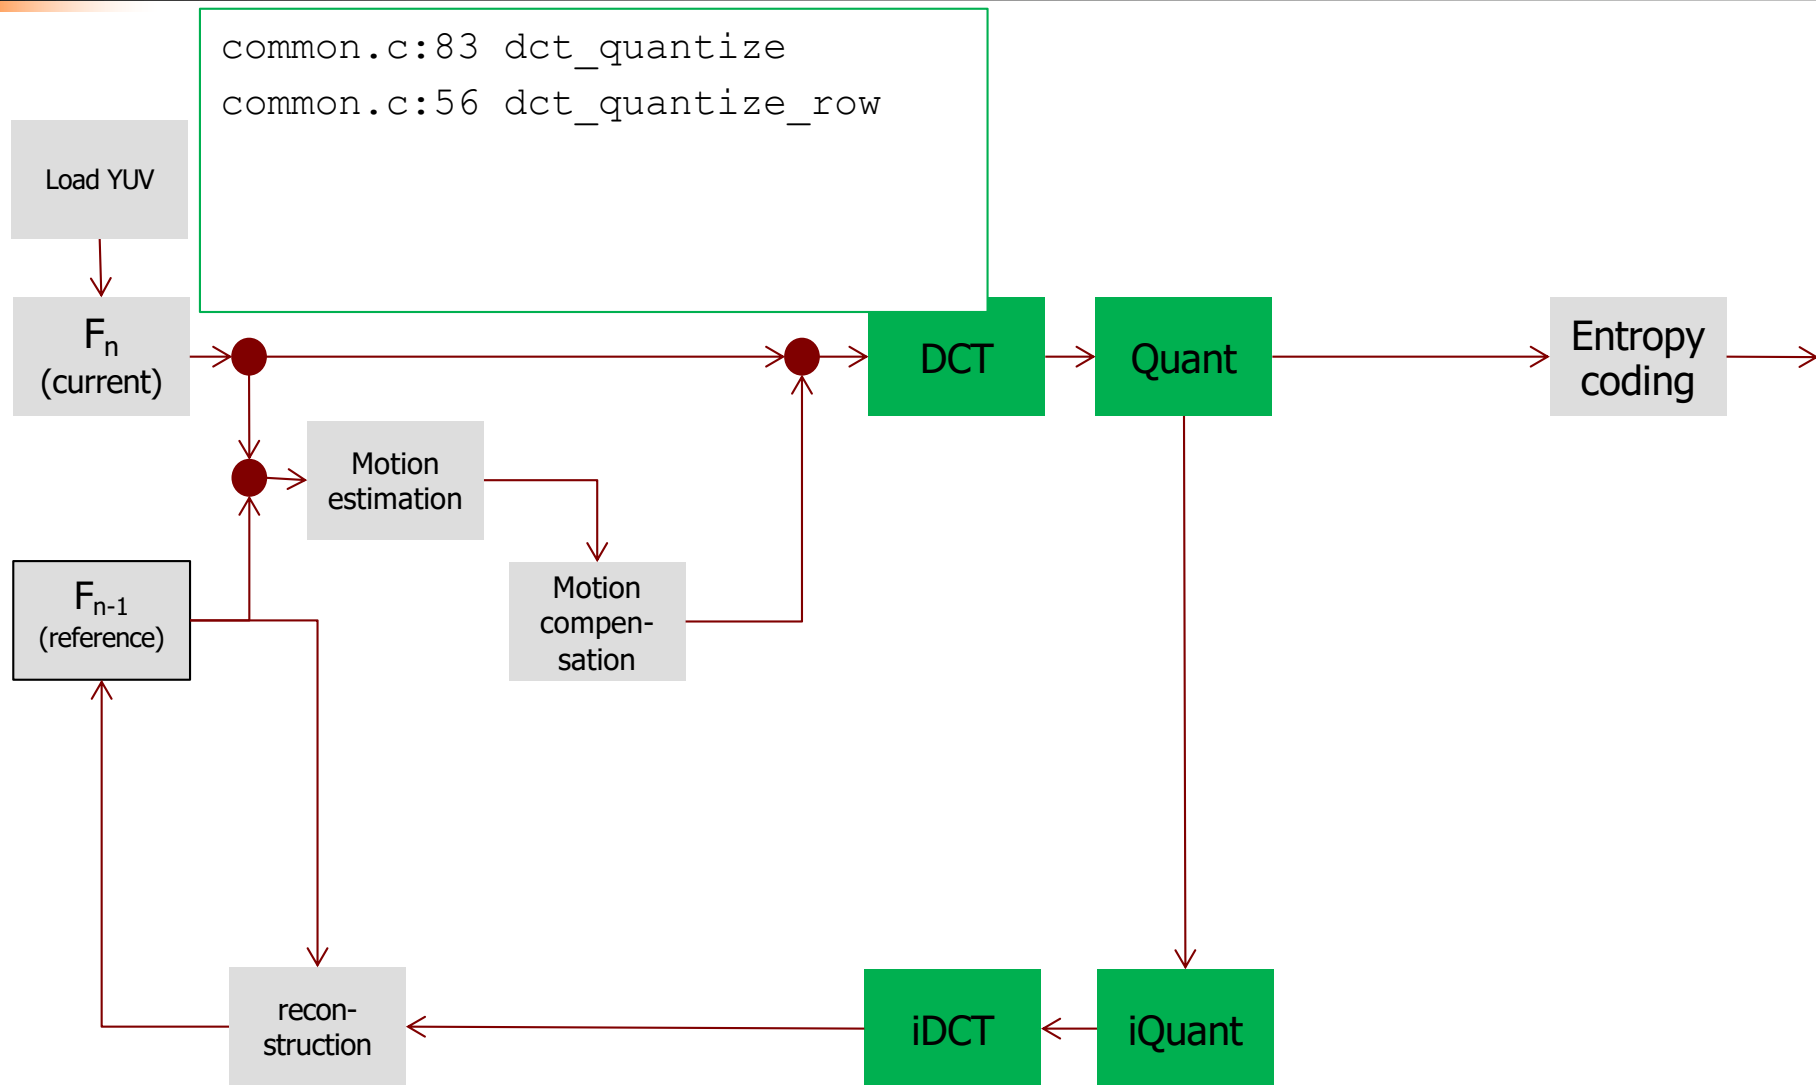 common.c:83 dct_quantize
common.c:56 dct_quantize_row
Load YUV
Fn
(current)
DCT
Quant
Entropy
coding
Motion
estimation
Motion
compen-
sation
Fn-1
(reference)
recon-
struction
iDCT
iQuant